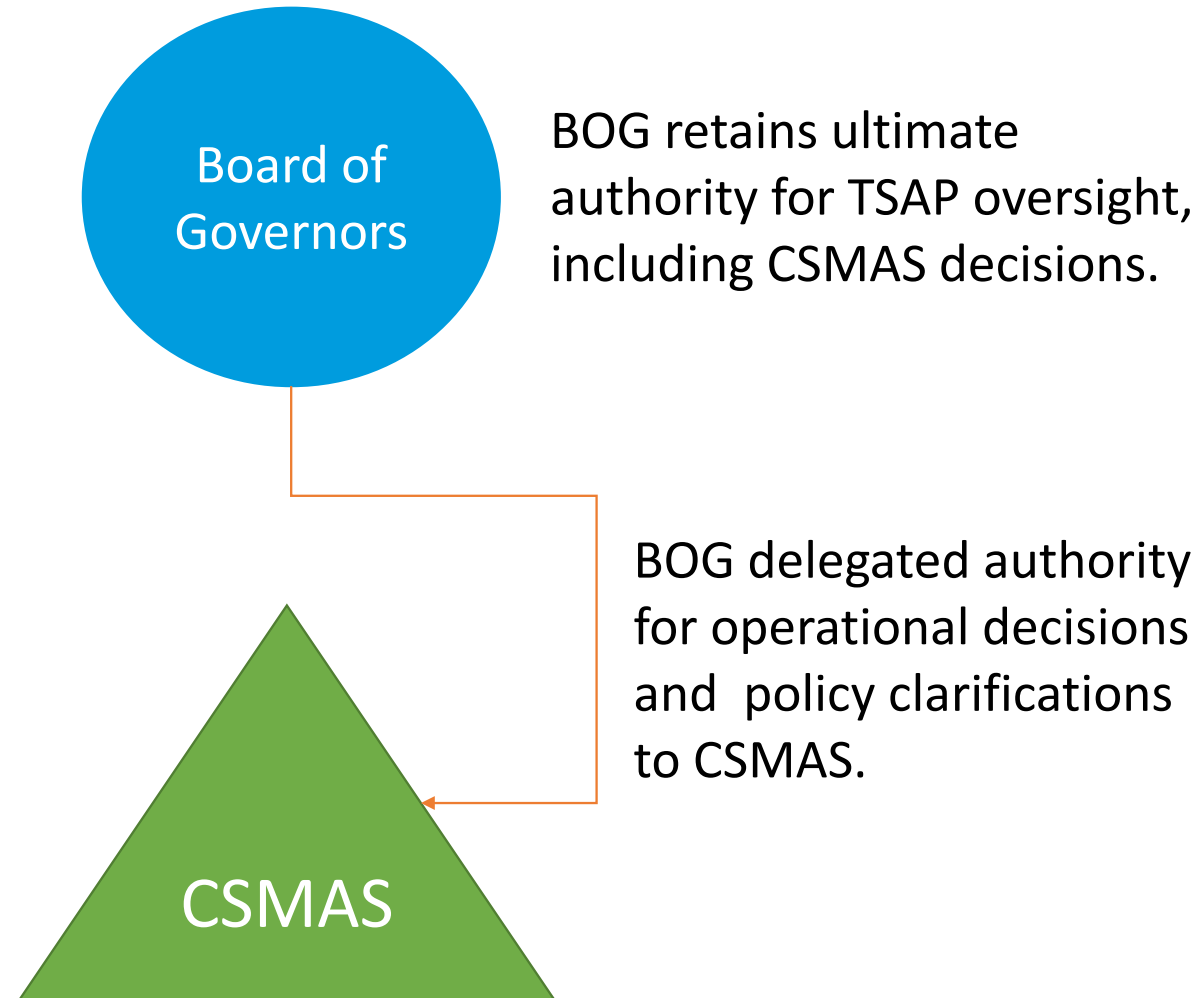 Board of
Governors
BOG retains ultimate
authority for TSAP oversight,
including CSMAS decisions.
BOG delegated authority
for operational decisions
and  policy clarifications
to CSMAS.
CSMAS